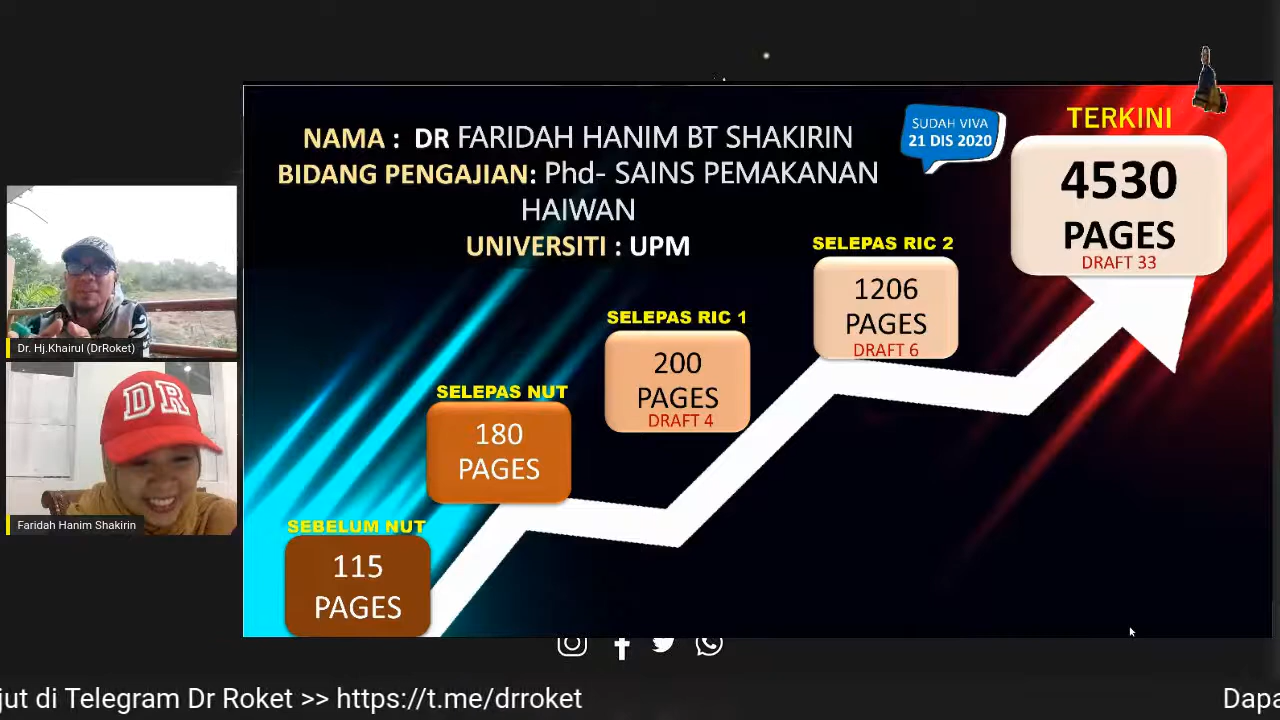 NAMA : DR FARIDAH HANIM BT SHAKIRIN
BIDANG PENGAJIAN: Phd- SAINS PEMAKANAN
HAIWAN
UNIVERSITI : UPM
SUDAH VIVA
21 DIS 2020
TERKINI
4530
PAGES
DRAFT 33
SELEPAS RIC 2
1206
PAGES
DRAFT 6
SELEPAS RIC 1
200
PAGES
DRAFT 4
SELEPAS NUT
180
PAGES
SEBELUM NUT
115
PAGES
Dr. Hj.Khairul (DrRoket)
DR
Faridah Hanim Shakirin
jut di Telegram Dr Roket >> https://t.me/drroket
Dapa